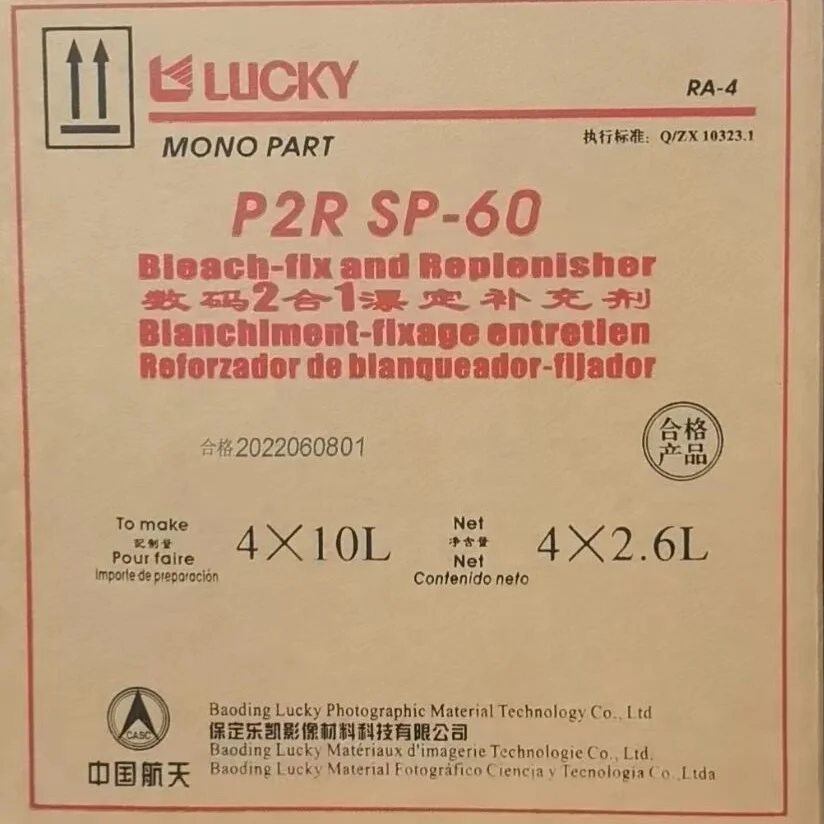 LUCKY
RA-4
执行标准: Q/ZX 10323.1
MONO PART
P2R SP-60
Bleach-fix and Replenisher
数码2合1漂定补充剂
Blanchiment-fixage entretien
Reforzador de blanqueador-fijador
合格2022060801
合格
产品
To make
配制量
Pour faire
Importe de preparación
4×10L
Net
净含量
Net
Contenido neto
4×2.6L
CASC
中国航天
Baoding Lucky Photographic Material Technology Co., Ltd
保定乐凯影像材料科技有限公司
Baoding Lucky Matériaux d'imagerie Technologie Co., Ltd.
Baoding Lucky Material Fotográfico Ciencia y Tecnologia Co.,Ltda